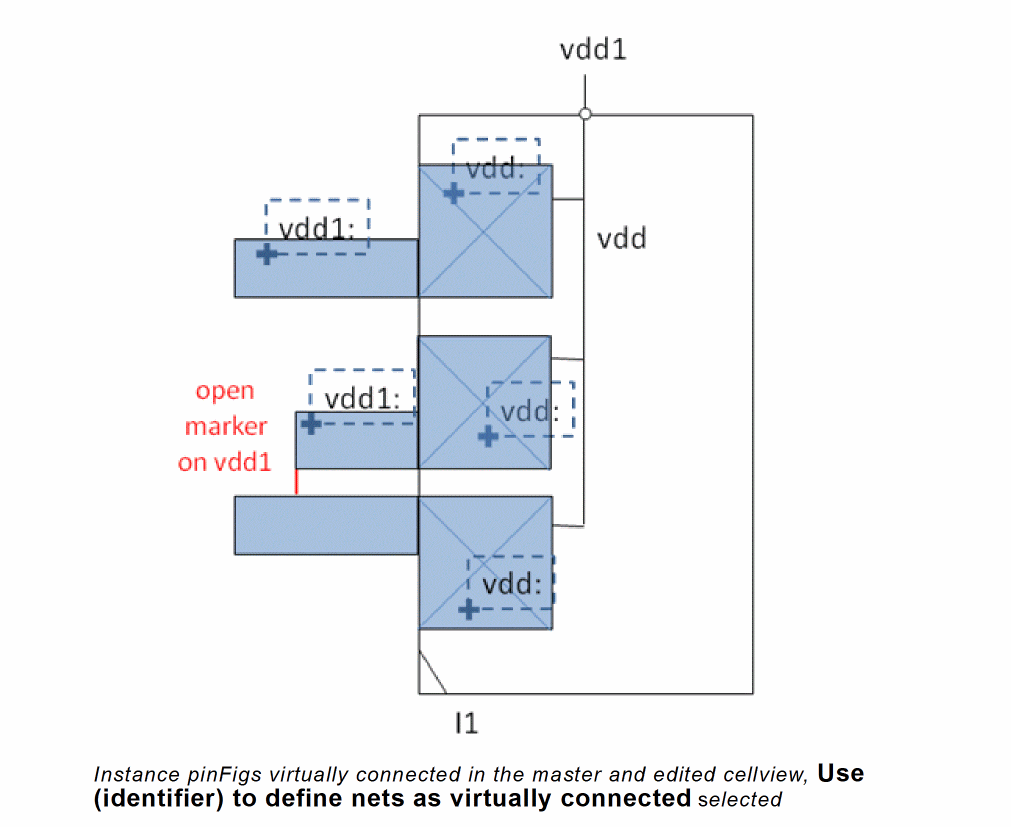 vdd1
vdd:
vdd1:
vdd
open
marker
on vdd1
vdd1:
vdd:
vdd:
I1
Instance pinFigs virtually connected in the master and edited cellview, Use
(identifier) to define nets as virtually connected selected